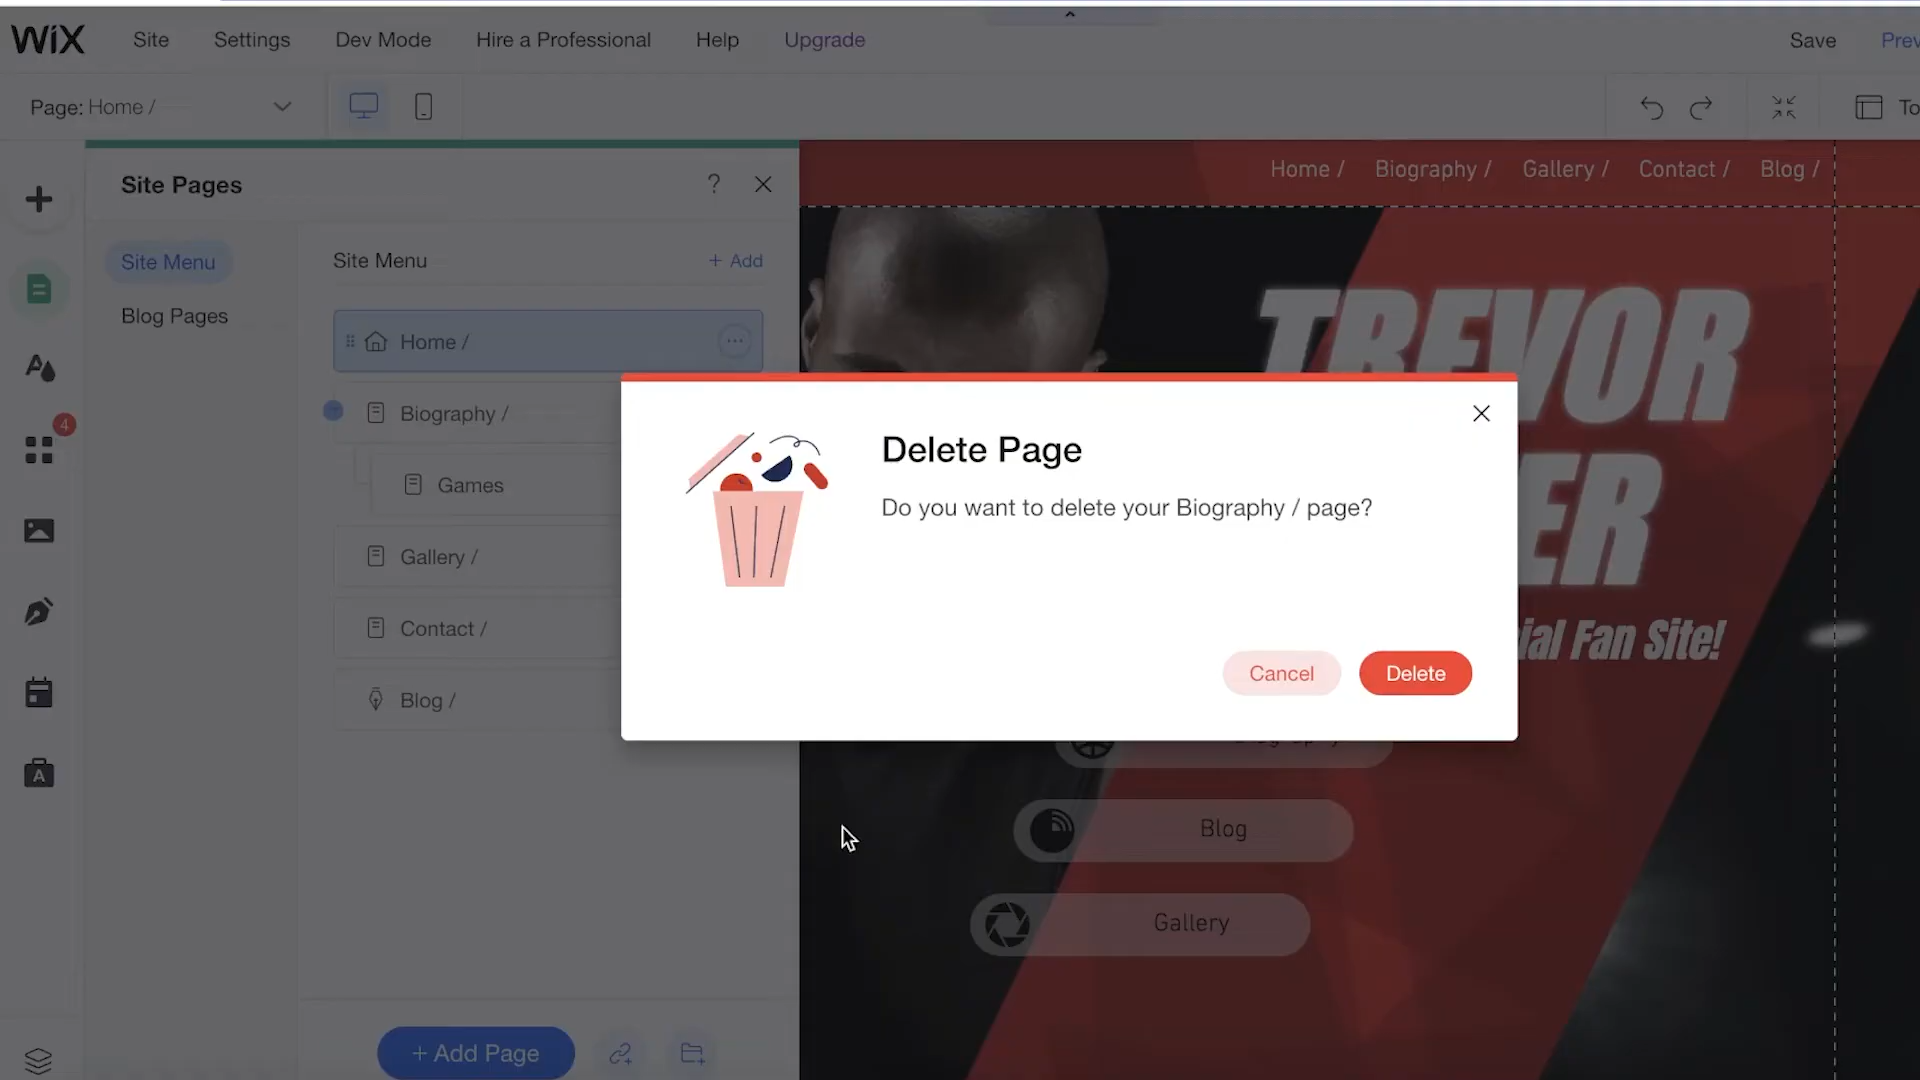 WiX
Site
Settings
Dev Mode
Hire a Professional
Help
Upgrade
Save
Page: Home /
Site Pages
?
Site Menu
Blog Pages
Site Menu
+ Add
Home /
Biography /
Games
Gallery /
Contact /
Blog /
4
+ Add Page
Home /
Biography /
Gallery /
Contact /
Blog /
TREVOR
Delete Page
Do you want to delete your Biography / page?
Cancel
Delete
Fan Site!
Blog
Gallery